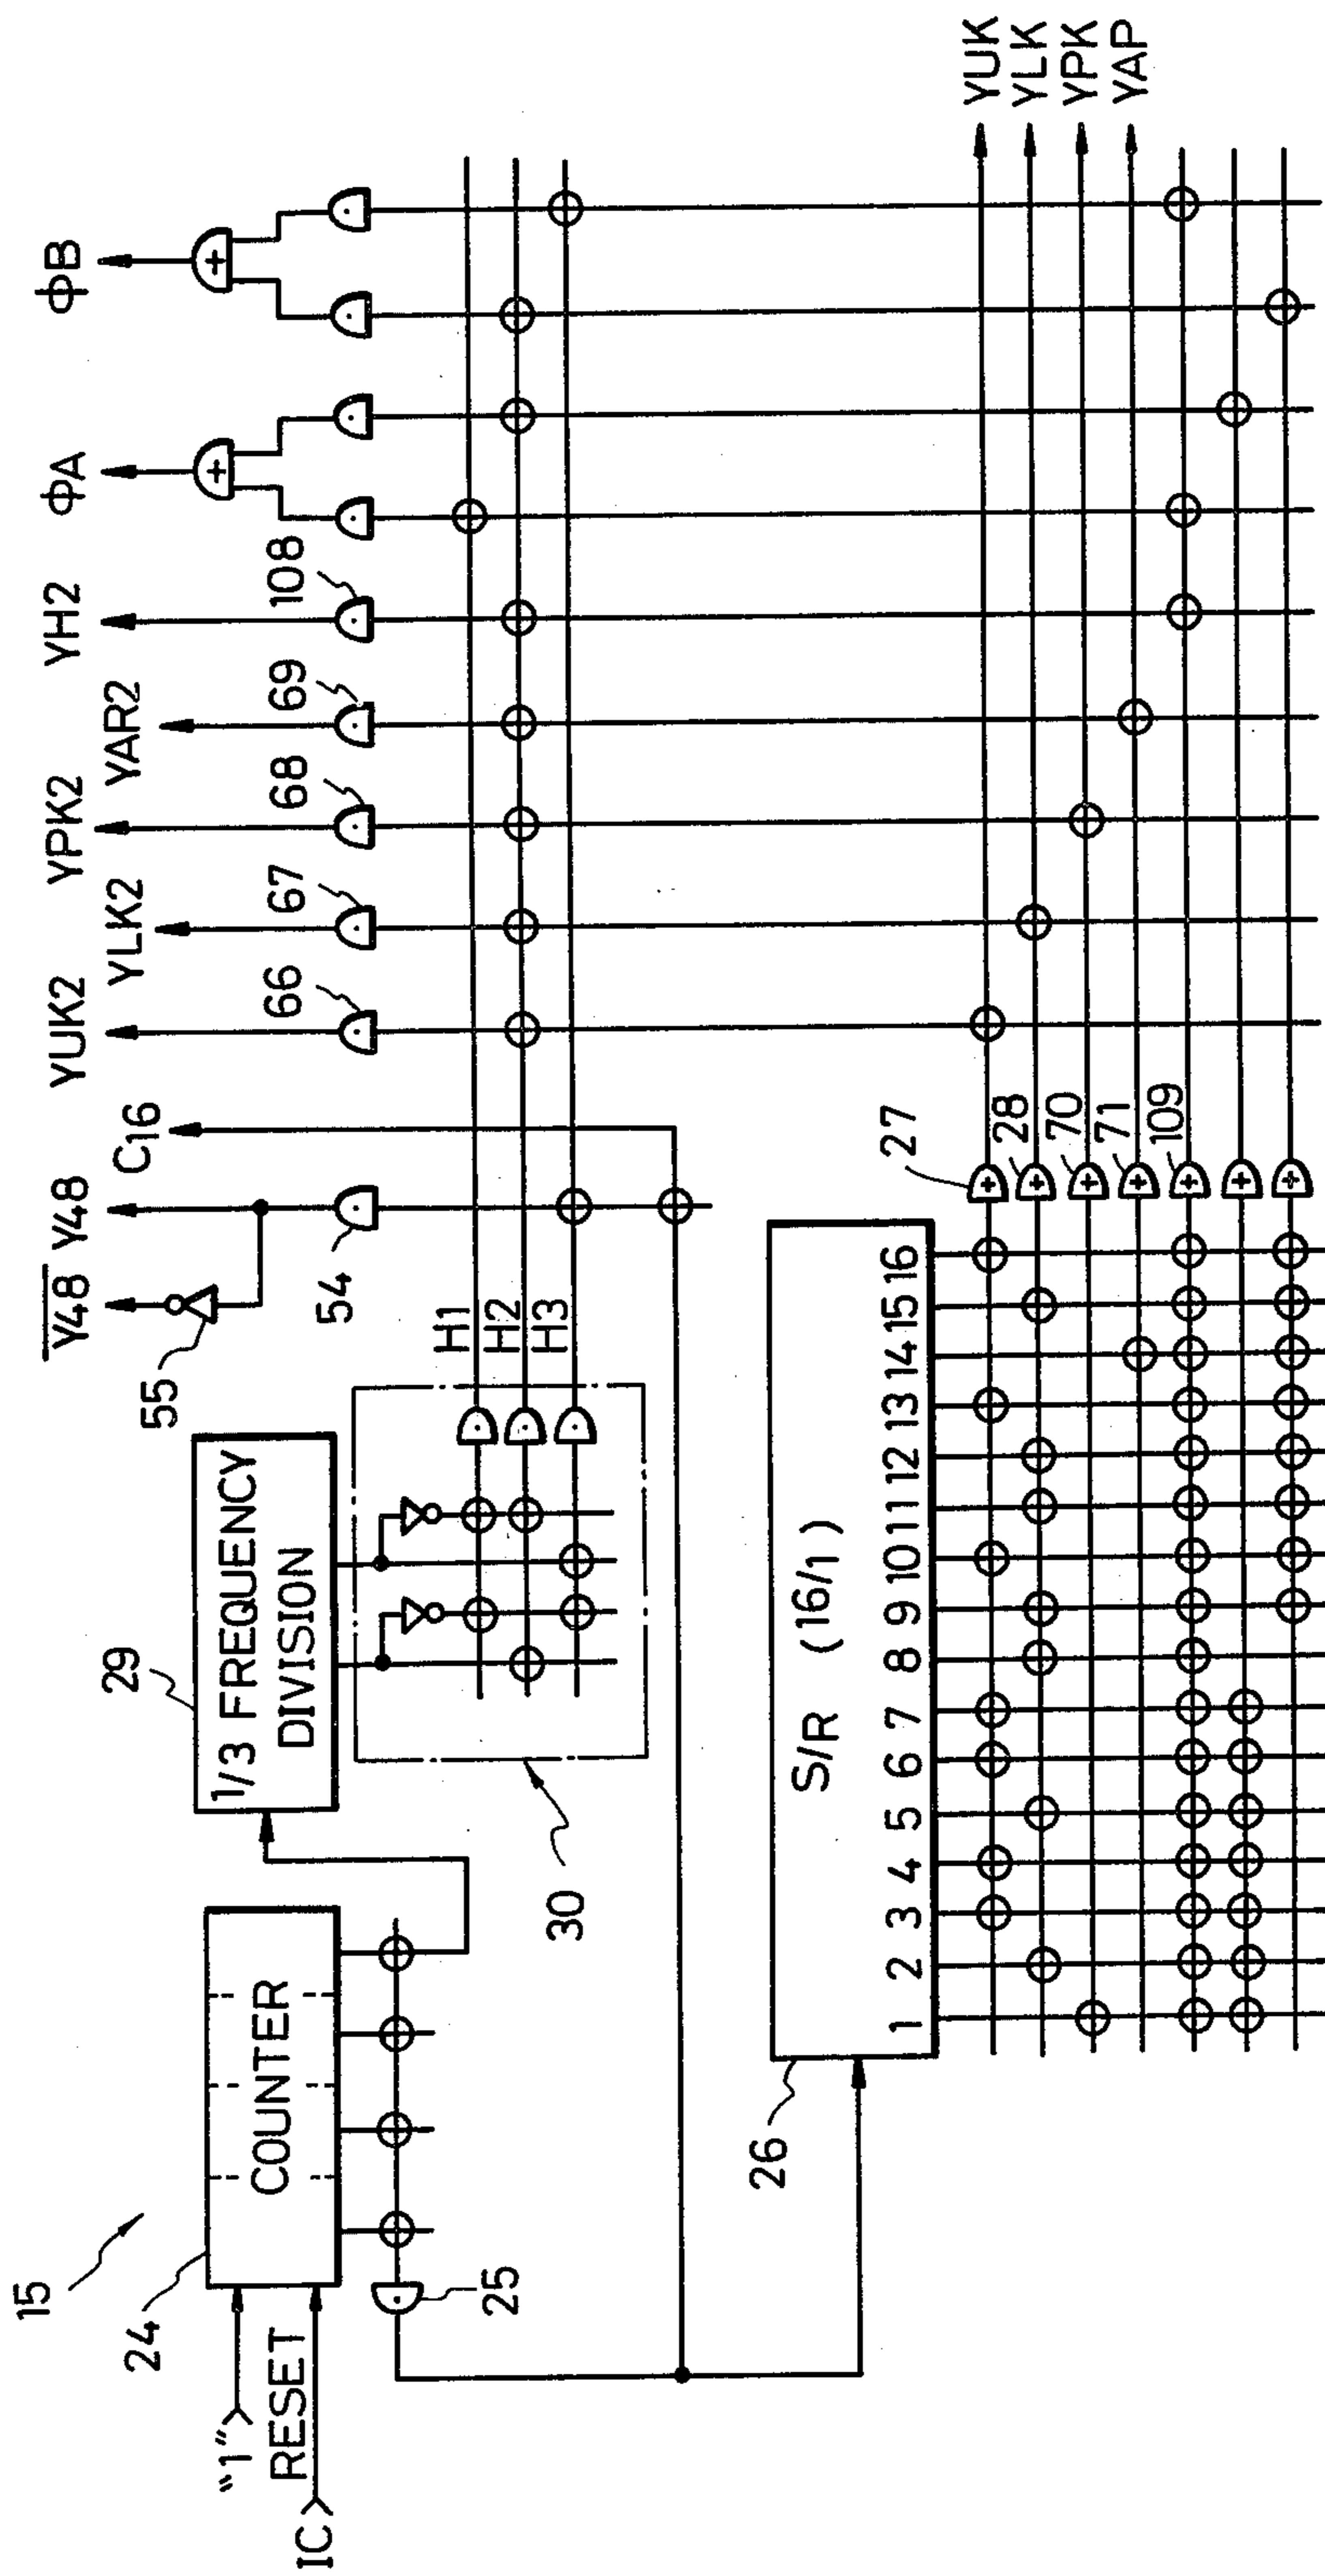 15
24
"1"
RESET
IC
COUNTER
25
29
1/3 FREQUENCY
DIVISION
30
H1
H2
H3
55
54
Y48
Y48
C16
YUK2
YLK2
YPK2
YAR2
YH2
ΦA
ΦB
66
67
68
69
108
26
S/R (16/1)
1 2 3 4 5 6 7 8 9 10 11 12 13 14 15 16
27
28
70
71
109
YUK
YLK
YPK
YAP